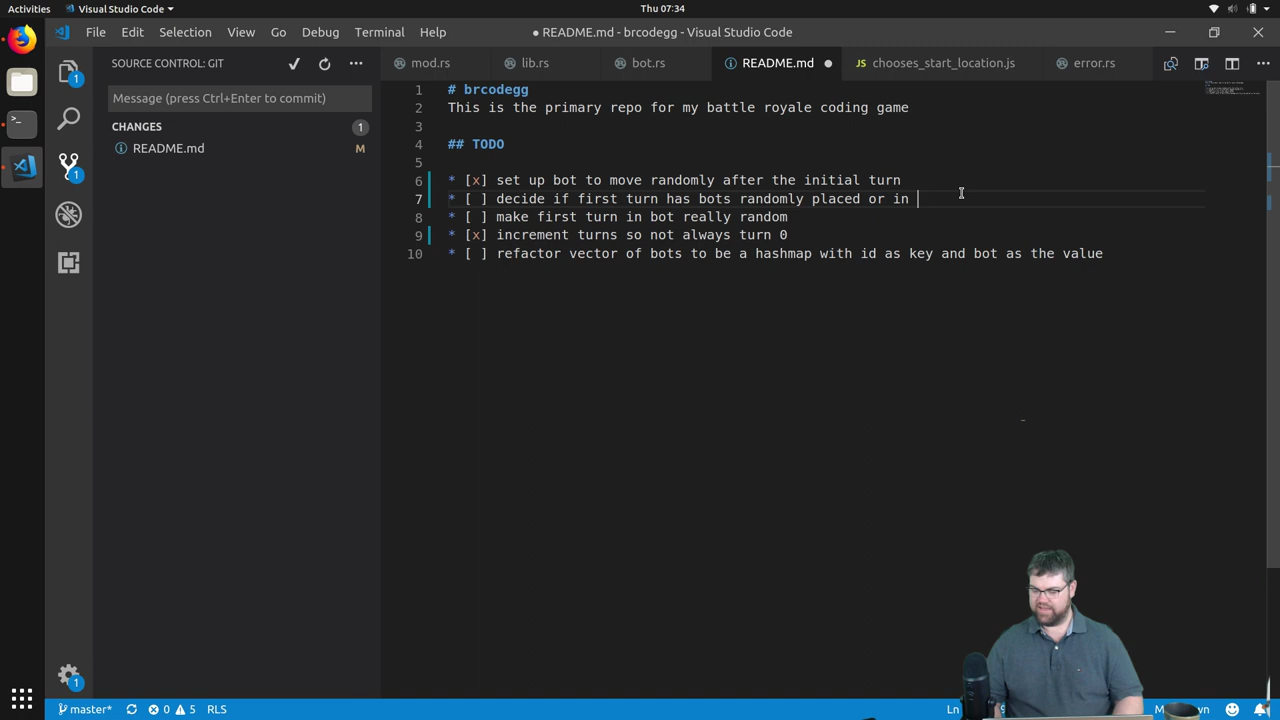 Activities
Visual Studio Code
Thu 07:34
File Edit Selection View Go Debug Terminal Help
● README.md - brcodegg - Visual Studio Code
SOURCE CONTROL: GIT
mod.rs
lib.rs
bot.rs
README.md
JS chooses_start_location.js
error.rs
Message (press Ctrl+Enter to commit)
CHANGES 1
README.md M
1
1
1
1 # brcodegg
2 This is the primary repo for my battle royale coding game
3
4 ## TODO
5
6 * [x] set up bot to move randomly after the initial turn
7 * [ ] decide if first turn has bots randomly placed or in
8 * [ ] make first turn in bot really random
9 * [x] increment turns so not always turn 0
10 * [ ] refactor vector of bots to be a hashmap with id as key and bot as the value
master* 0 5 RLS
Ln